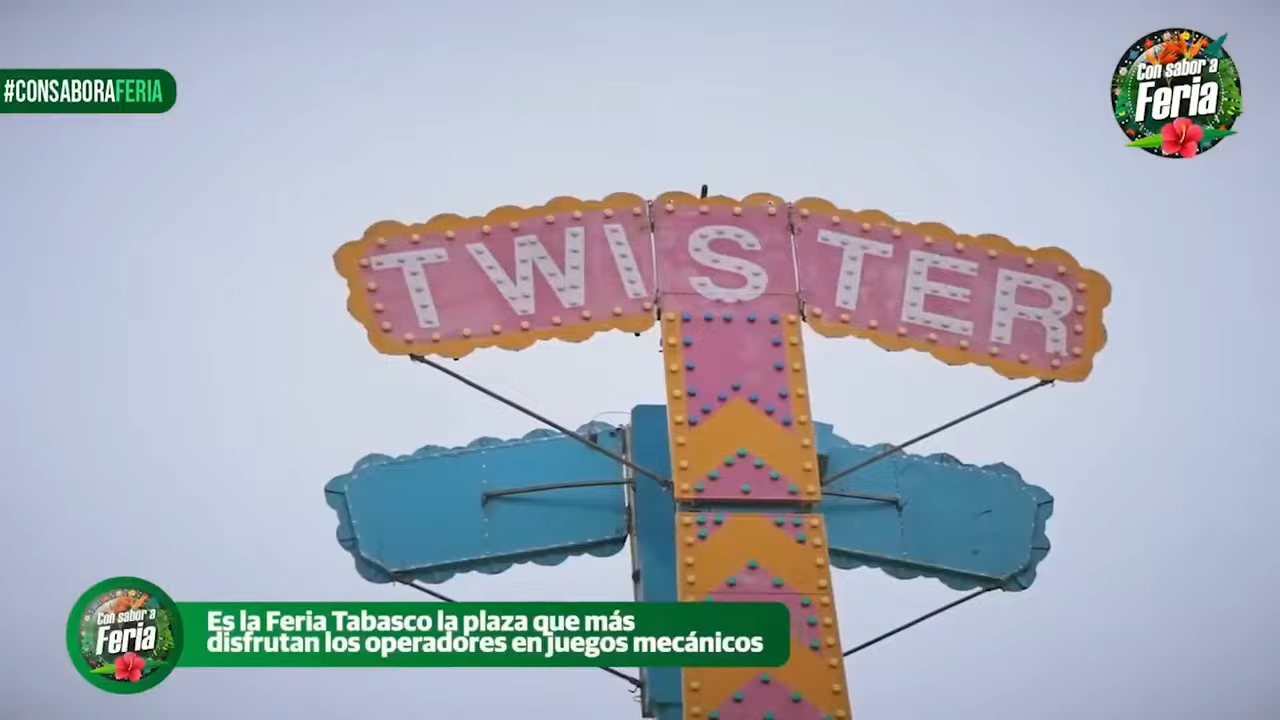 #CONSABORAFERIA
Con sabor a
Feria
TWISTER
Con sabor a
Feria
Es la Feria Tabasco la plaza que más
disfrutan los operadores en juegos mecánicos